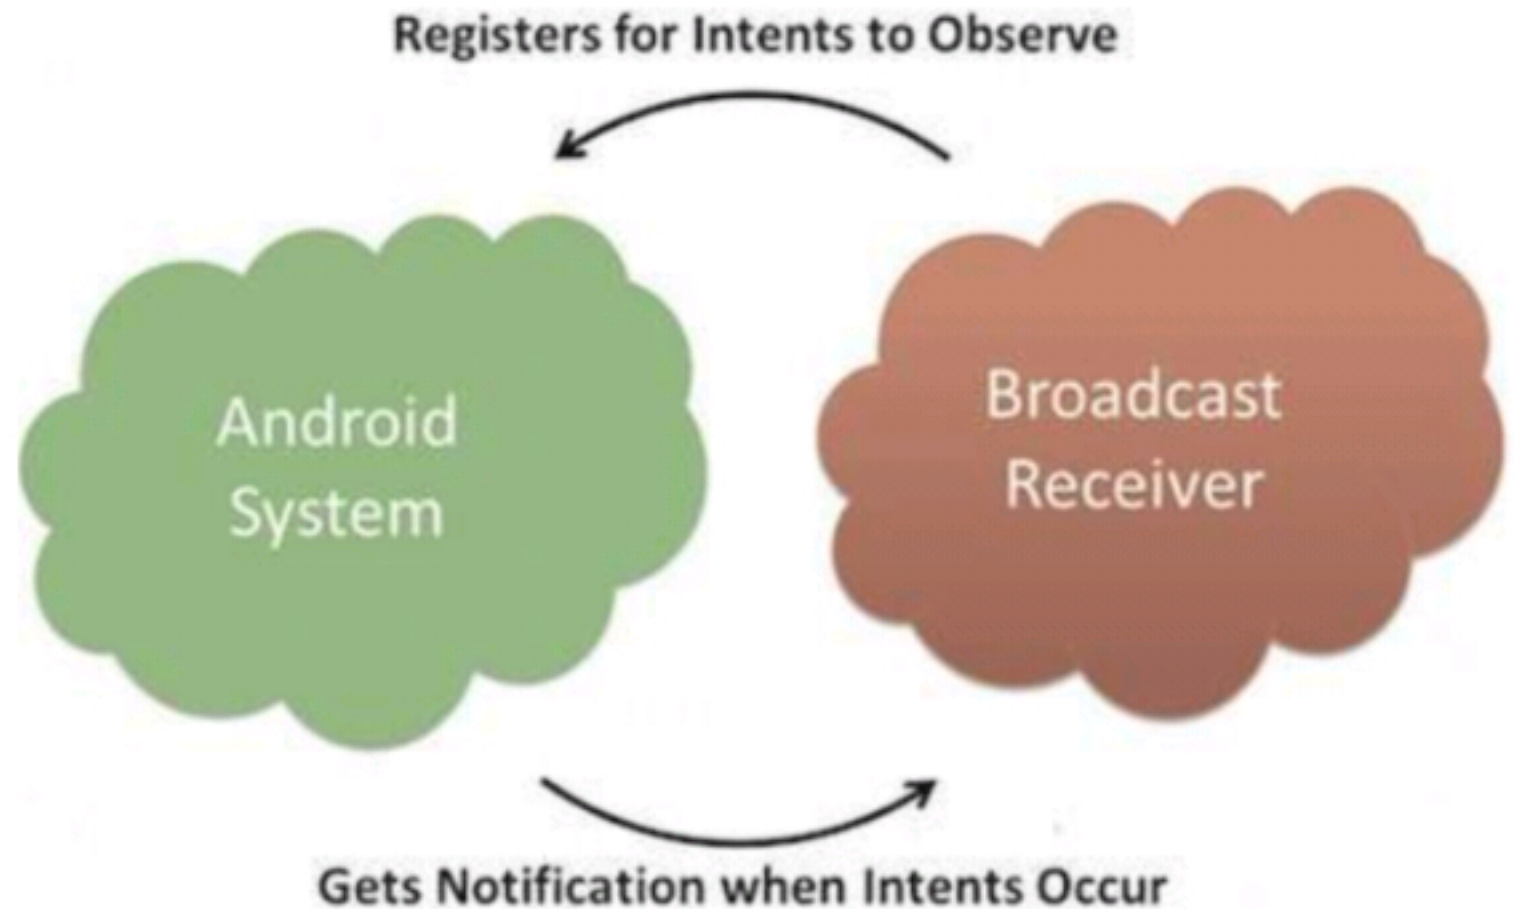 Registers for Intents to Observe
Android
System
Broadcast
Receiver
Gets Notification when Intents Occur